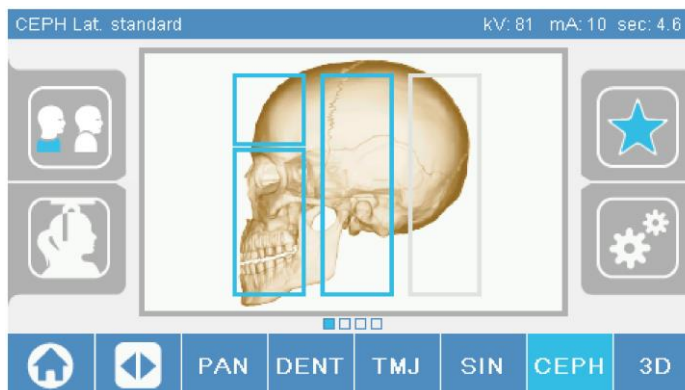 CEPH Lat. standard kV: 81 mA: 10 sec: 4.6
PAN DENT TMJ SIN CEPH 3D